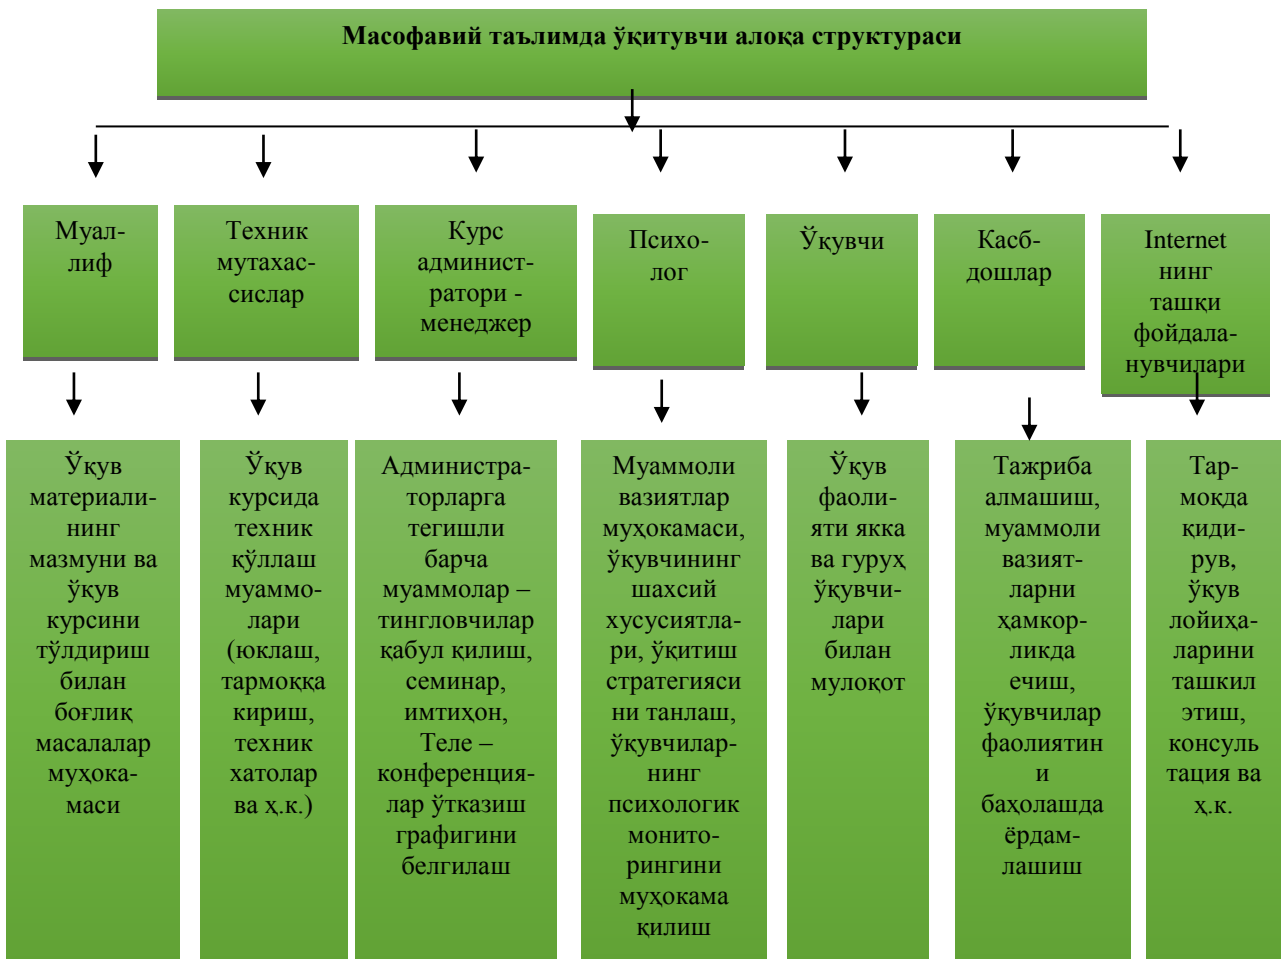 Масофавий таълимда ўқитувчи алоқа структураси
Муал-
лиф
Техник
мутахас-
сислар
Курс
админист-
ратори -
менеджер
Психо-
лог
Ўқувчи
Касб-
дошлар
Internet
нинг
ташқи
фойдала-
нувчилари
Ўқув
материали-
нинг
мазмуни ва
ўқув
курсини
тўлдириш
билан
боғлиқ
масалалар
муҳока-
маси
Ўқув
курсида
техник
қўллаш
муаммо-
лари
(юклаш,
тармоққа
кириш,
техник
хатолар
ва ҳ.к.)
Администра-
торларга
тегишли
барча
муаммолар –
тингловчилар
қабул қилиш,
семинар,
имтиҳон,
Теле –
конференция-
лар ўтказиш
графигини
белгилаш
Муаммоли
вазиятлар
муҳокамаси,
ўқувчининг
шахсий
хусусиятла-
ри, ўқитиш
стратегияси
ни танлаш,
ўқувчилар-
нинг
психологик
монито-
рингини
муҳокама
қилиш
Ўқув
фаоли-
яти якка
ва гуруҳ
ўқувчи-
лари
билан
мулоқот
Тажриба
алмашиш,
муаммоли
вазият-
ларни
ҳамкор-
ликда
ечиш,
ўқувчилар
фаолиятин
и
баҳолашда
ёрдам-
лашиш
Тар-
моқда
қиди-
рув,
ўқув
лойиҳа-
ларини
ташкил
этиш,
консуль
тация ва
ҳ.к.